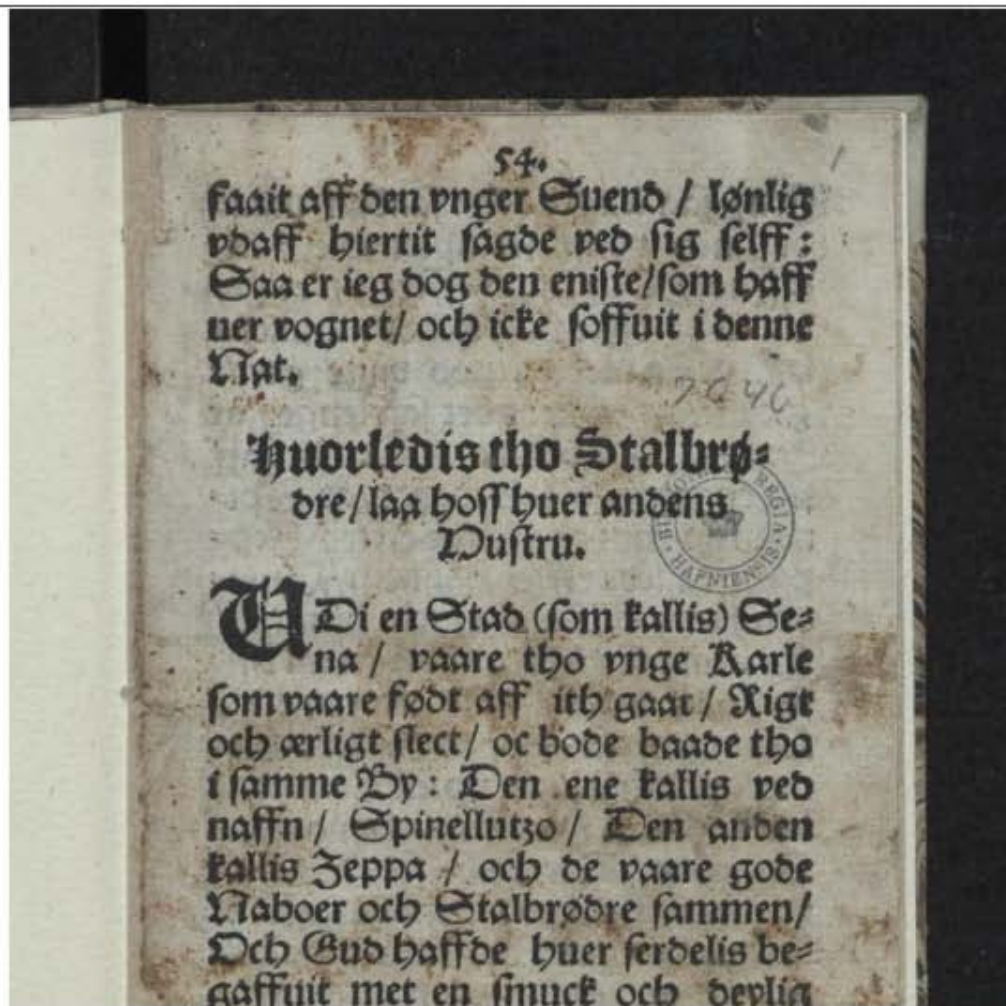 54.
faait aff den vnger Suend / lønlig
vdaff hiertit sagde ved sig selff :
Saa er ieg dog den eniste/som haff
uer vognet/ och icke soffuit i denne
Nat.
7646
Huorledis tho Stalbrø-
dre/laa hoss huer andens
Hustru.
BIBLIOTHECA REGIA HAFNIENSIS
VDi en Stad (som kallis) Se-
na / vaare tho vnge Karle
som vaare født aff ith gaat / Rigt
och ærligt slect/ oc bode baade tho
i samme By : Den ene kallis ved
naffn / Spinellutzo / Den anden
kallis Zeppa / och de vaare gode
Naboer och Stalbrødre sammen/
Och Gud haffde huer serdelis be-
gaffuit met en smuck och deylig